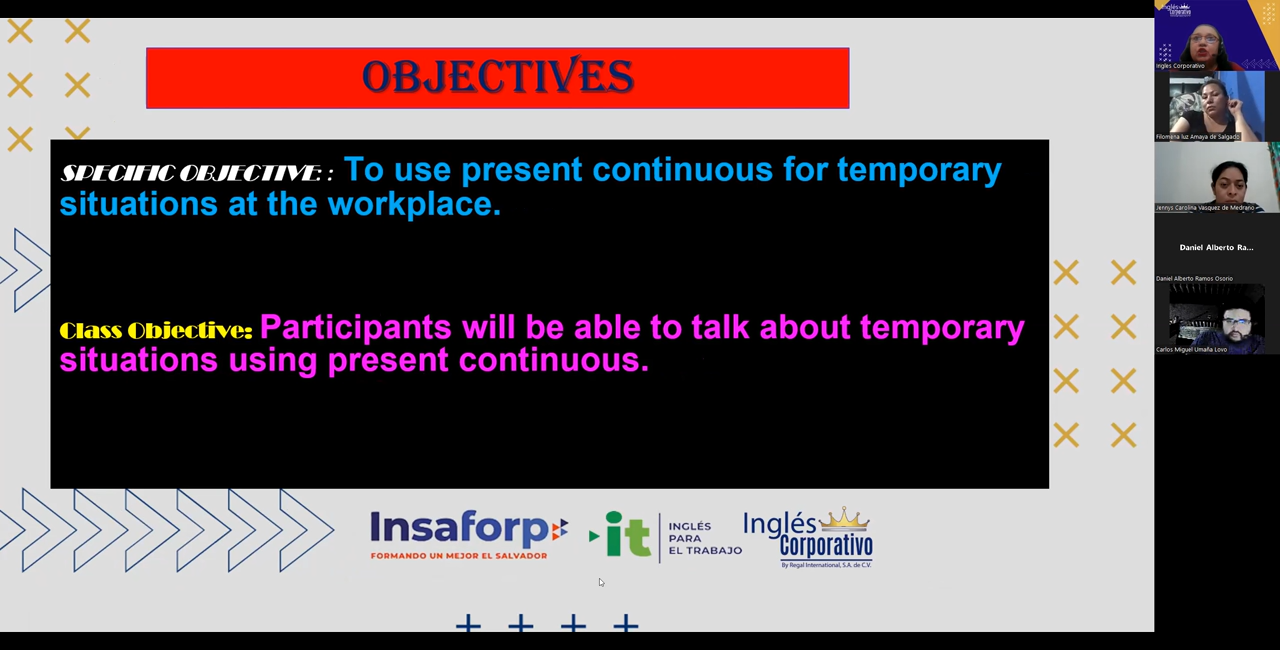 OBJECTIVES
SPECIFIC OBJECTIVE: : To use present continuous for temporary
situations at the workplace.
Class Objective: Participants will be able to talk about temporary
situations using present continuous.
Insaforp
FORMANDO UN MEJOR EL SALVADOR
it
INGLÉS
PARA
EL TRABAJO
Inglés
Corporativo
By Regal International, S.A. de C.V.
Inglés
Corporativo
Ingles Corporativo
Filomena luz Amaya de Salgado
Jennys Carolina Vasquez de Medrano
Daniel Alberto Ra...
Daniel Alberto Ramos Osorio
Carlos Miguel Umaña Lovo